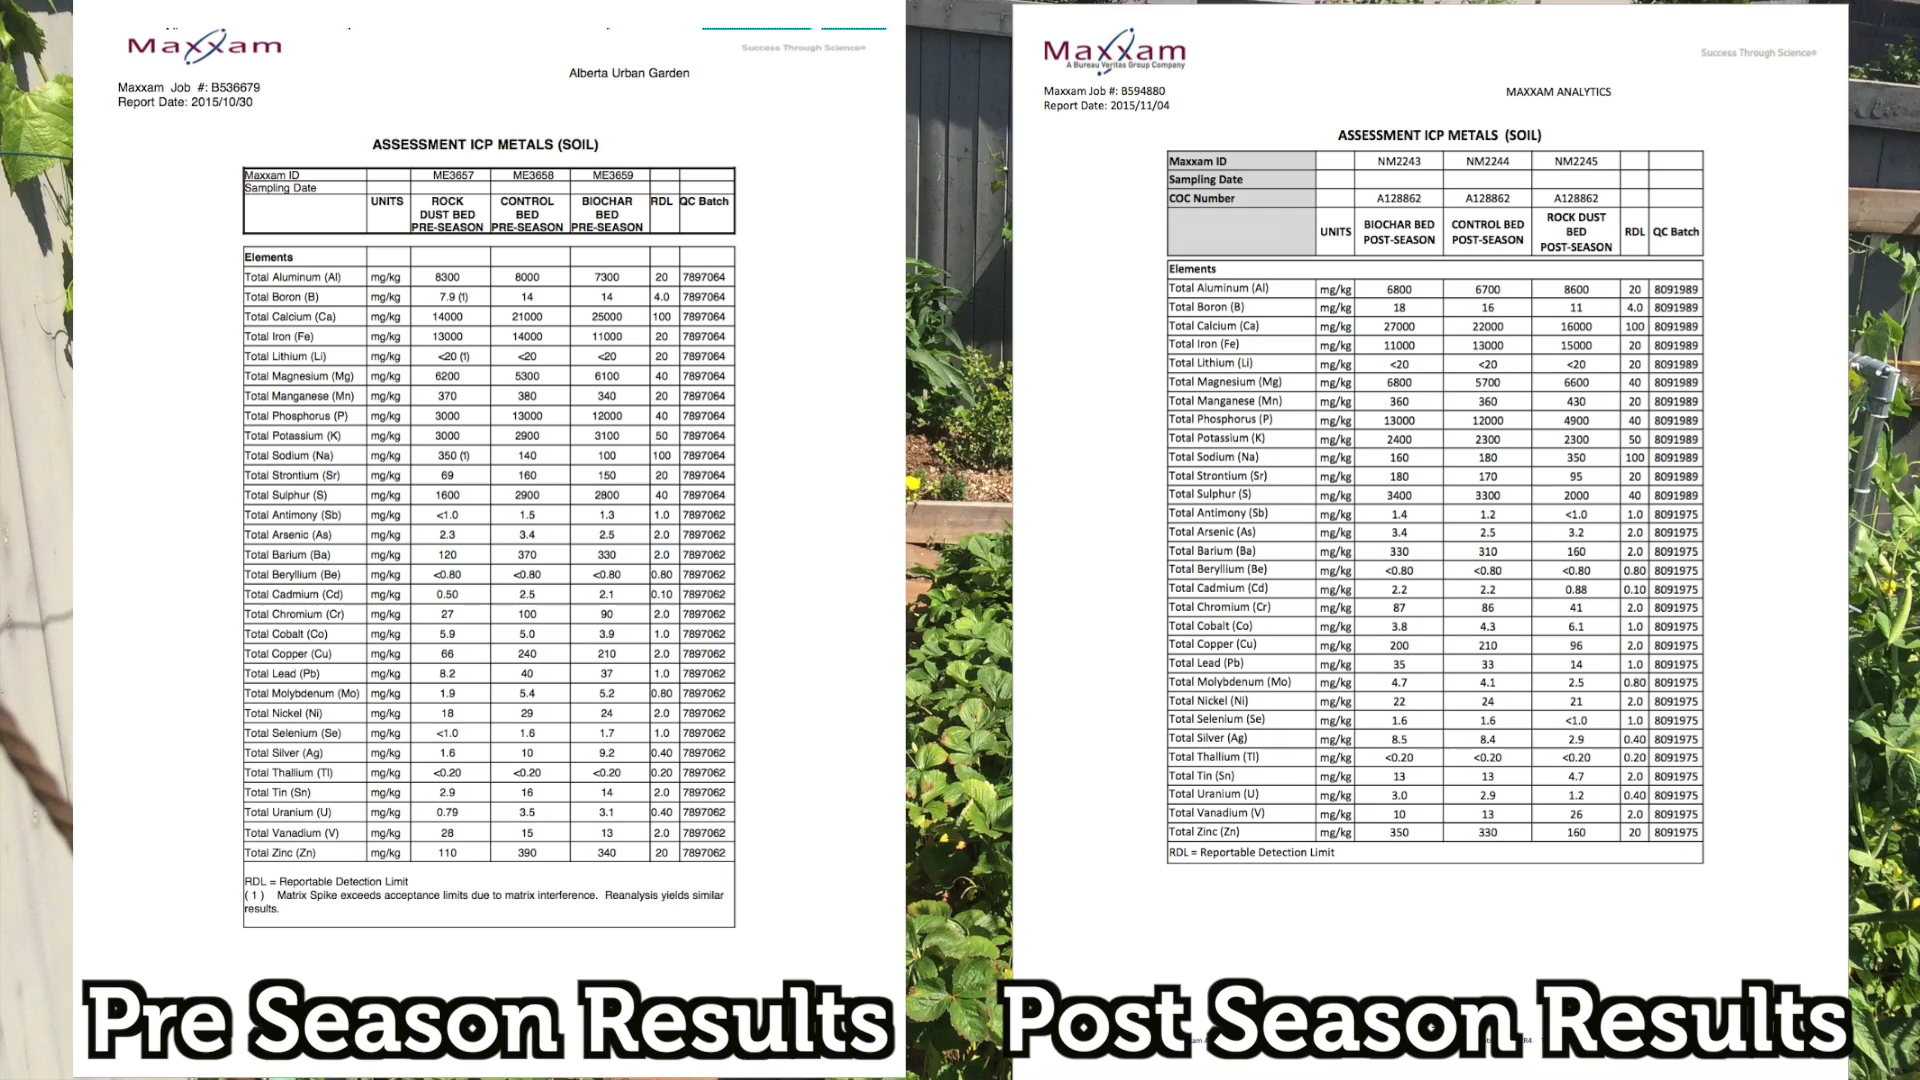 Maxxam
Success Through Science®
Alberta Urban Garden
Maxxam Job #: B536679
Report Date: 2015/10/30
ASSESSMENT ICP METALS (SOIL)
Maxxam ID ME3657 ME3658 ME3659
Sampling Date
UNITS ROCK DUST BED PRE-SEASON CONTROL BED PRE-SEASON BIOCHAR BED PRE-SEASON RDL QC Batch
Elements
Total Aluminum (Al) mg/kg 8300 8000 7300 20 7897064
Total Boron (B) mg/kg 7.9 (1) 14 14 4.0 7897064
Total Calcium (Ca) mg/kg 14000 21000 25000 100 7897064
Total Iron (Fe) mg/kg 13000 14000 11000 20 7897064
Total Lithium (Li) mg/kg <20 (1) <20 <20 20 7897064
Total Magnesium (Mg) mg/kg 6200 5300 6100 40 7897064
Total Manganese (Mn) mg/kg 370 380 340 20 7897064
Total Phosphorus (P) mg/kg 3000 13000 12000 40 7897064
Total Potassium (K) mg/kg 3000 2900 3100 50 7897064
Total Sodium (Na) mg/kg 350 (1) 140 100 100 7897064
Total Strontium (Sr) mg/kg 69 160 150 20 7897064
Total Sulphur (S) mg/kg 1600 2900 2800 40 7897064
Total Antimony (Sb) mg/kg <1.0 1.5 1.3 1.0 7897062
Total Arsenic (As) mg/kg 2.3 3.4 2.5 2.0 7897062
Total Barium (Ba) mg/kg 120 370 330 2.0 7897062
Total Beryllium (Be) mg/kg <0.80 <0.80 <0.80 0.80 7897062
Total Cadmium (Cd) mg/kg 0.50 2.5 2.1 0.10 7897062
Total Chromium (Cr) mg/kg 27 100 90 2.0 7897062
Total Cobalt (Co) mg/kg 5.9 5.0 3.9 1.0 7897062
Total Copper (Cu) mg/kg 66 240 210 2.0 7897062
Total Lead (Pb) mg/kg 8.2 40 37 1.0 7897062
Total Molybdenum (Mo) mg/kg 1.9 5.4 5.2 0.80 7897062
Total Nickel (Ni) mg/kg 18 29 24 2.0 7897062
Total Selenium (Se) mg/kg <1.0 1.6 1.7 1.0 7897062
Total Silver (Ag) mg/kg 1.6 10 9.2 0.40 7897062
Total Thallium (Tl) mg/kg <0.20 <0.20 <0.20 0.20 7897062
Total Tin (Sn) mg/kg 2.9 16 14 2.0 7897062
Total Uranium (U) mg/kg 0.79 3.5 3.1 0.40 7897062
Total Vanadium (V) mg/kg 28 15 13 2.0 7897062
Total Zinc (Zn) mg/kg 110 390 340 20 7897062
RDL = Reportable Detection Limit
( 1 ) Matrix Spike exceeds acceptance limits due to matrix interference. Reanalysis yields similar
results.
Pre Season Results
Maxxam
A Bureau Veritas Group Company
Success Through Science®
Maxxam Job #: B594880
Report Date: 2015/11/04
MAXXAM ANALYTICS
ASSESSMENT ICP METALS (SOIL)
Maxxam ID NM2243 NM2244 NM2245
Sampling Date
COC Number A128862 A128862 A128862
UNITS BIOCHAR BED POST-SEASON CONTROL BED POST-SEASON ROCK DUST BED POST-SEASON RDL QC Batch
Elements
Total Aluminum (Al) mg/kg 6800 6700 8600 20 8091989
Total Boron (B) mg/kg 18 16 11 4.0 8091989
Total Calcium (Ca) mg/kg 27000 22000 16000 100 8091989
Total Iron (Fe) mg/kg 11000 13000 15000 20 8091989
Total Lithium (Li) mg/kg <20 <20 <20 20 8091989
Total Magnesium (Mg) mg/kg 6800 5700 6600 40 8091989
Total Manganese (Mn) mg/kg 360 360 430 20 8091989
Total Phosphorus (P) mg/kg 13000 12000 4900 40 8091989
Total Potassium (K) mg/kg 2400 2300 2300 50 8091989
Total Sodium (Na) mg/kg 160 180 350 100 8091989
Total Strontium (Sr) mg/kg 180 170 95 20 8091989
Total Sulphur (S) mg/kg 3400 3300 2000 40 8091989
Total Antimony (Sb) mg/kg 1.4 1.2 <1.0 1.0 8091975
Total Arsenic (As) mg/kg 3.4 2.5 3.2 2.0 8091975
Total Barium (Ba) mg/kg 330 310 160 2.0 8091975
Total Beryllium (Be) mg/kg <0.80 <0.80 <0.80 0.80 8091975
Total Cadmium (Cd) mg/kg 2.2 2.2 0.88 0.10 8091975
Total Chromium (Cr) mg/kg 87 86 41 2.0 8091975
Total Cobalt (Co) mg/kg 3.8 4.3 6.1 1.0 8091975
Total Copper (Cu) mg/kg 200 210 96 2.0 8091975
Total Lead (Pb) mg/kg 35 33 14 1.0 8091975
Total Molybdenum (Mo) mg/kg 4.7 4.1 2.5 0.80 8091975
Total Nickel (Ni) mg/kg 22 24 21 2.0 8091975
Total Selenium (Se) mg/kg 1.6 1.6 <1.0 1.0 8091975
Total Silver (Ag) mg/kg 8.5 8.4 2.9 0.40 8091975
Total Thallium (Tl) mg/kg <0.20 <0.20 <0.20 0.20 8091975
Total Tin (Sn) mg/kg 13 13 4.7 2.0 8091975
Total Uranium (U) mg/kg 3.0 2.9 1.2 0.40 8091975
Total Vanadium (V) mg/kg 10 13 26 2.0 8091975
Total Zinc (Zn) mg/kg 350 330 160 20 8091975
RDL = Reportable Detection Limit
Post Season Results